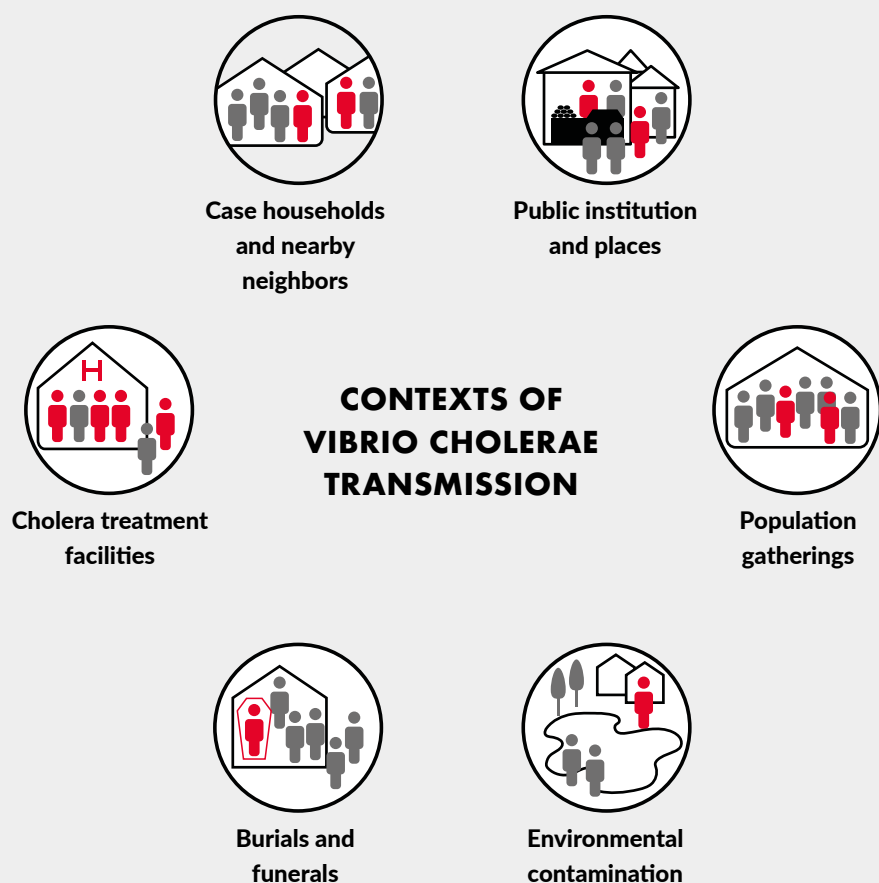 Case households
and nearby
neighbors
Public institution
and places
H
Cholera treatment
facilities
CONTEXTS OF
VIBRIO CHOLERAE
TRANSMISSION
Population
gatherings
Burials and
funerals
Environmental
contamination